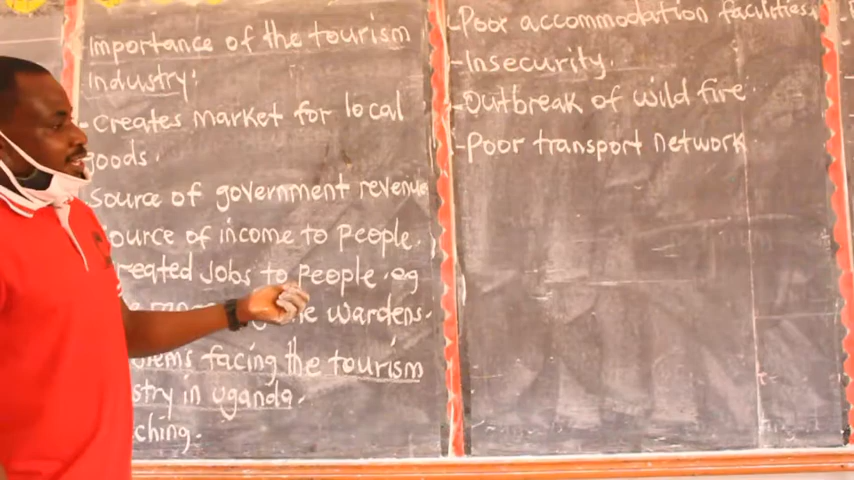 Importance of the tourism
Industry:
-creates market for local
goods.
source of government revenue
source of income to people.
reated jobs to people. eg
wardens.
facing the tourism
stry in uganda.
ching.
-Poor accommodation facilities.
-Insecurity.
-Outbreak of wild fire.
-Poor transport network.